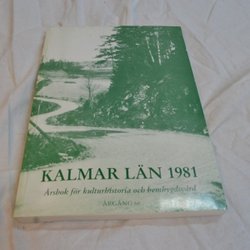 KALMAR LÄN 1981
Årsbok för kulturhistoria och hembygdsvård
ÅRGÅNG